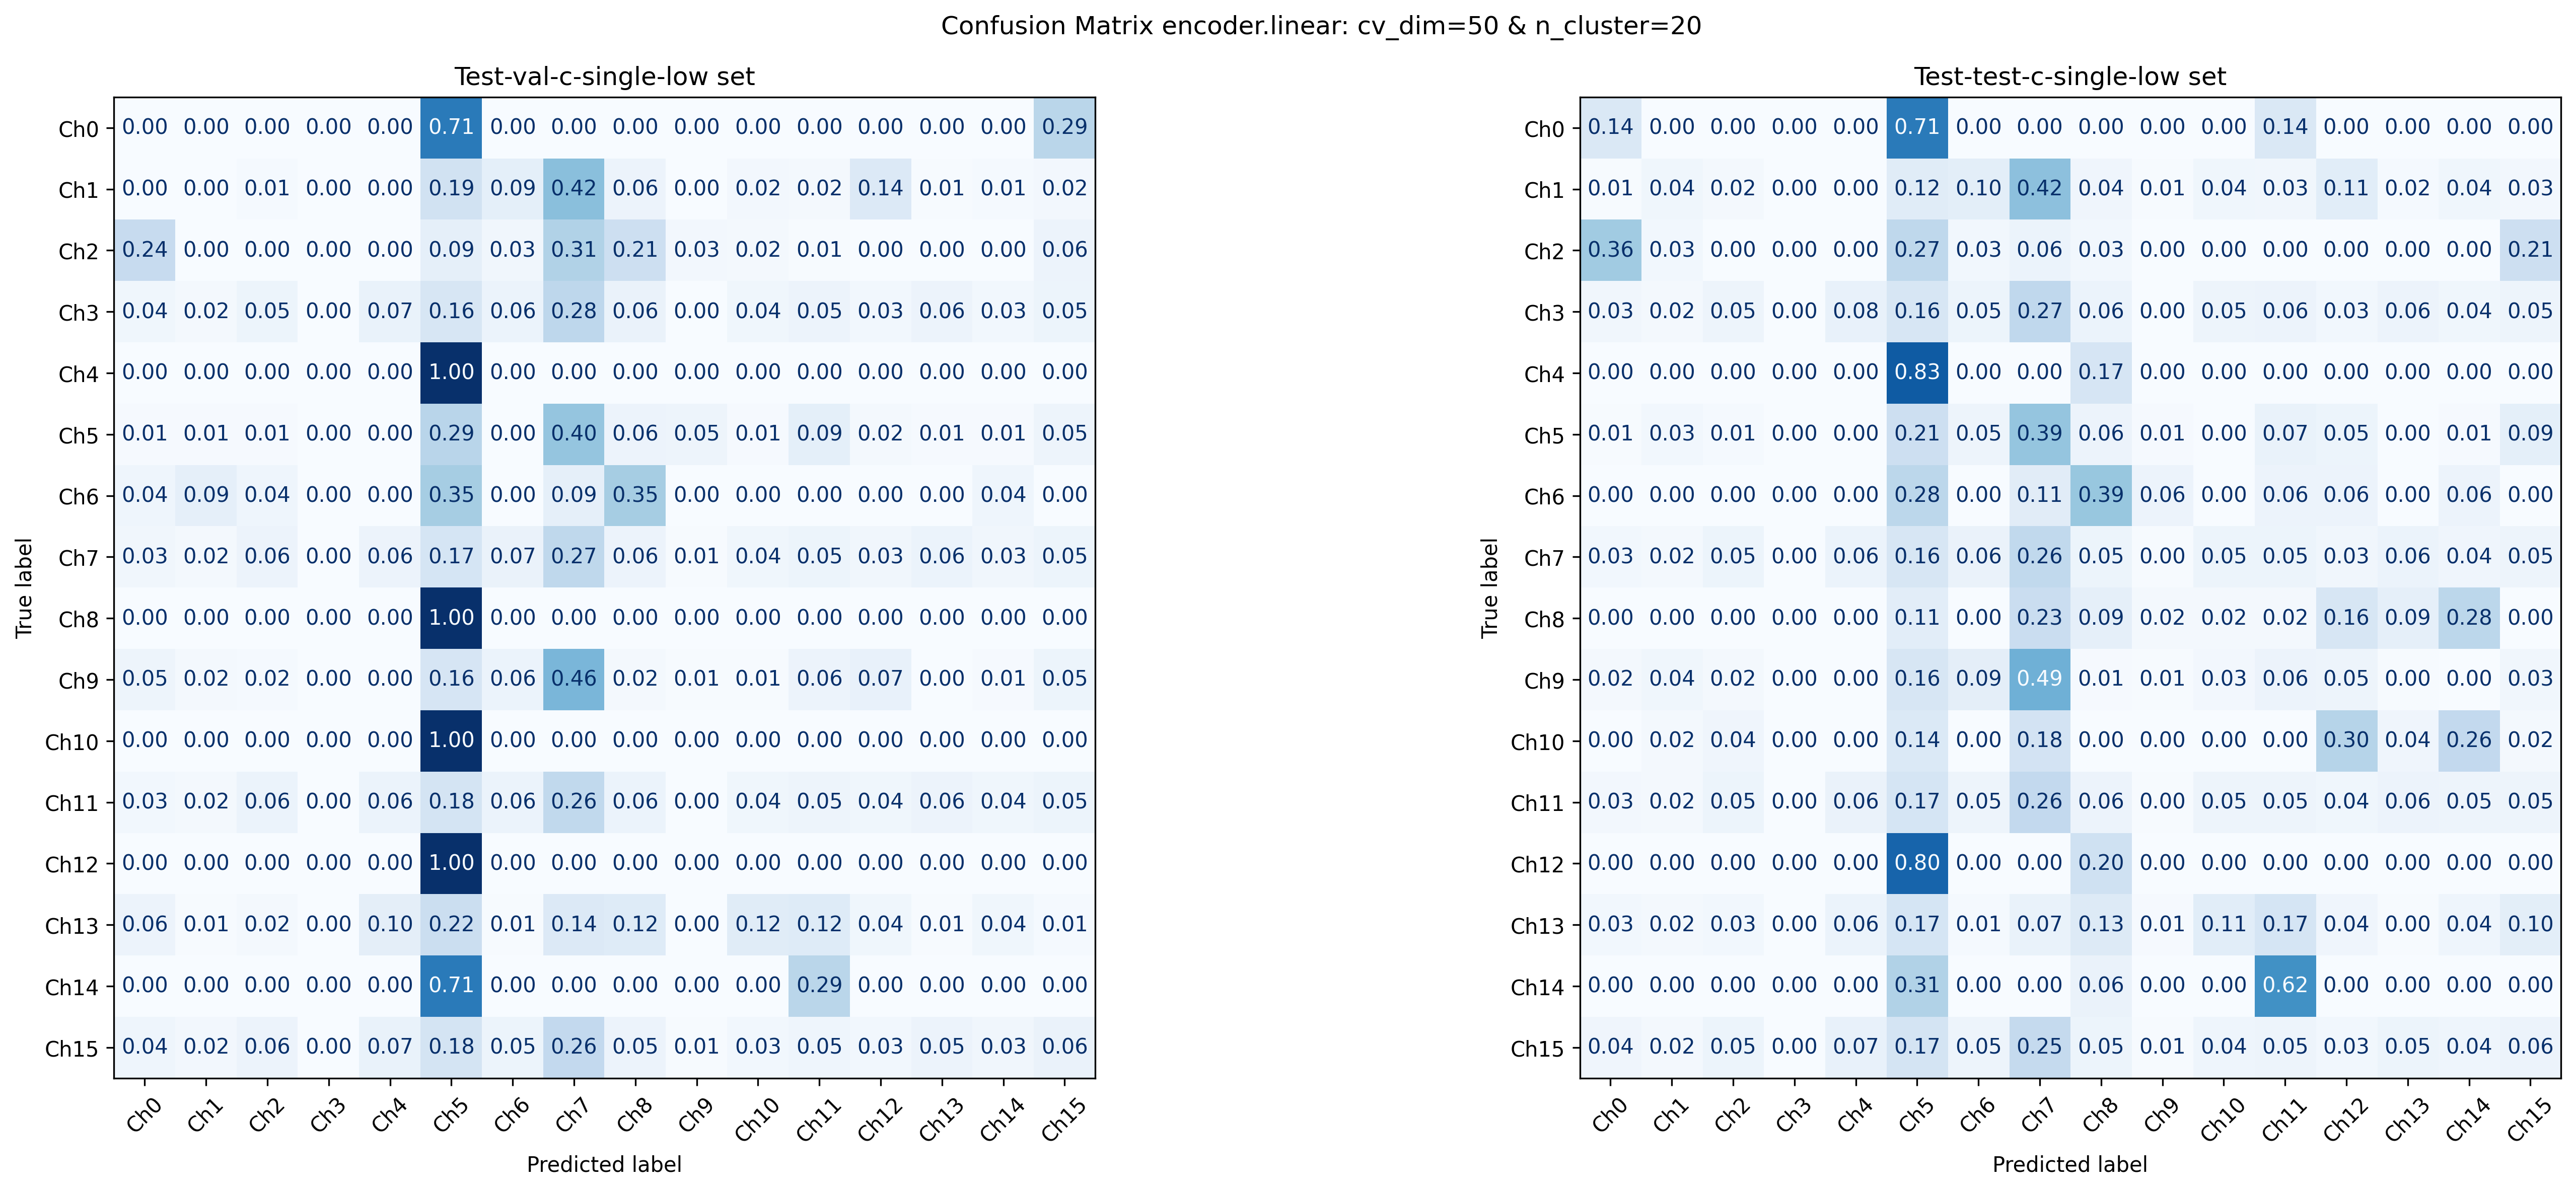 Confusion Matrix encoder.linear: cv_dim=50 & n_cluster=20
Test-val-c-single-low set
True label
Ch0 0.00 0.00 0.00 0.00 0.00 0.71 0.00 0.00 0.00 0.00 0.00 0.00 0.00 0.00 0.00 0.29
Ch1 0.00 0.00 0.01 0.00 0.00 0.19 0.09 0.42 0.06 0.00 0.02 0.02 0.14 0.01 0.01 0.02
Ch2 0.24 0.00 0.00 0.00 0.00 0.09 0.03 0.31 0.21 0.03 0.02 0.01 0.00 0.00 0.00 0.06
Ch3 0.04 0.02 0.05 0.00 0.07 0.16 0.06 0.28 0.06 0.00 0.04 0.05 0.03 0.06 0.03 0.05
Ch4 0.00 0.00 0.00 0.00 0.00 1.00 0.00 0.00 0.00 0.00 0.00 0.00 0.00 0.00 0.00 0.00
Ch5 0.01 0.01 0.01 0.00 0.00 0.29 0.00 0.40 0.06 0.05 0.01 0.09 0.02 0.01 0.01 0.05
Ch6 0.04 0.09 0.04 0.00 0.00 0.35 0.00 0.09 0.35 0.00 0.00 0.00 0.00 0.00 0.04 0.00
Ch7 0.03 0.02 0.06 0.00 0.06 0.17 0.07 0.27 0.06 0.01 0.04 0.05 0.03 0.06 0.03 0.05
Ch8 0.00 0.00 0.00 0.00 0.00 1.00 0.00 0.00 0.00 0.00 0.00 0.00 0.00 0.00 0.00 0.00
Ch9 0.05 0.02 0.02 0.00 0.00 0.16 0.06 0.46 0.02 0.01 0.01 0.06 0.07 0.00 0.01 0.05
Ch10 0.00 0.00 0.00 0.00 0.00 1.00 0.00 0.00 0.00 0.00 0.00 0.00 0.00 0.00 0.00 0.00
Ch11 0.03 0.02 0.06 0.00 0.06 0.18 0.06 0.26 0.06 0.00 0.04 0.05 0.04 0.06 0.04 0.05
Ch12 0.00 0.00 0.00 0.00 0.00 1.00 0.00 0.00 0.00 0.00 0.00 0.00 0.00 0.00 0.00 0.00
Ch13 0.06 0.01 0.02 0.00 0.10 0.22 0.01 0.14 0.12 0.00 0.12 0.12 0.04 0.01 0.04 0.01
Ch14 0.00 0.00 0.00 0.00 0.00 0.71 0.00 0.00 0.00 0.00 0.00 0.29 0.00 0.00 0.00 0.00
Ch15 0.04 0.02 0.06 0.00 0.07 0.18 0.05 0.26 0.05 0.01 0.03 0.05 0.03 0.05 0.03 0.06
Ch0 Ch1 Ch2 Ch3 Ch4 Ch5 Ch6 Ch7 Ch8 Ch9 Ch10 Ch11 Ch12 Ch13 Ch14 Ch15
Predicted label
Test-test-c-single-low set
True label
Ch0 0.14 0.00 0.00 0.00 0.00 0.71 0.00 0.00 0.00 0.00 0.00 0.14 0.00 0.00 0.00 0.00
Ch1 0.01 0.04 0.02 0.00 0.00 0.12 0.10 0.42 0.04 0.01 0.04 0.03 0.11 0.02 0.04 0.03
Ch2 0.36 0.03 0.00 0.00 0.00 0.27 0.03 0.06 0.03 0.00 0.00 0.00 0.00 0.00 0.00 0.21
Ch3 0.03 0.02 0.05 0.00 0.08 0.16 0.05 0.27 0.06 0.00 0.05 0.06 0.03 0.06 0.04 0.05
Ch4 0.00 0.00 0.00 0.00 0.00 0.83 0.00 0.00 0.17 0.00 0.00 0.00 0.00 0.00 0.00 0.00
Ch5 0.01 0.03 0.01 0.00 0.00 0.21 0.05 0.39 0.06 0.01 0.00 0.07 0.05 0.00 0.01 0.09
Ch6 0.00 0.00 0.00 0.00 0.00 0.28 0.00 0.11 0.39 0.06 0.00 0.06 0.06 0.00 0.06 0.00
Ch7 0.03 0.02 0.05 0.00 0.06 0.16 0.06 0.26 0.05 0.00 0.05 0.05 0.03 0.06 0.04 0.05
Ch8 0.00 0.00 0.00 0.00 0.00 0.11 0.00 0.23 0.09 0.02 0.02 0.02 0.16 0.09 0.28 0.00
Ch9 0.02 0.04 0.02 0.00 0.00 0.16 0.09 0.49 0.01 0.01 0.03 0.06 0.05 0.00 0.00 0.03
Ch10 0.00 0.02 0.04 0.00 0.00 0.14 0.00 0.18 0.00 0.00 0.00 0.00 0.30 0.04 0.26 0.02
Ch11 0.03 0.02 0.05 0.00 0.06 0.17 0.05 0.26 0.06 0.00 0.05 0.05 0.04 0.06 0.05 0.05
Ch12 0.00 0.00 0.00 0.00 0.00 0.80 0.00 0.00 0.20 0.00 0.00 0.00 0.00 0.00 0.00 0.00
Ch13 0.03 0.02 0.03 0.00 0.06 0.17 0.01 0.07 0.13 0.01 0.11 0.17 0.04 0.00 0.04 0.10
Ch14 0.00 0.00 0.00 0.00 0.00 0.31 0.00 0.00 0.06 0.00 0.00 0.62 0.00 0.00 0.00 0.00
Ch15 0.04 0.02 0.05 0.00 0.07 0.17 0.05 0.25 0.05 0.01 0.04 0.05 0.03 0.05 0.04 0.06
Ch0 Ch1 Ch2 Ch3 Ch4 Ch5 Ch6 Ch7 Ch8 Ch9 Ch10 Ch11 Ch12 Ch13 Ch14 Ch15
Predicted label